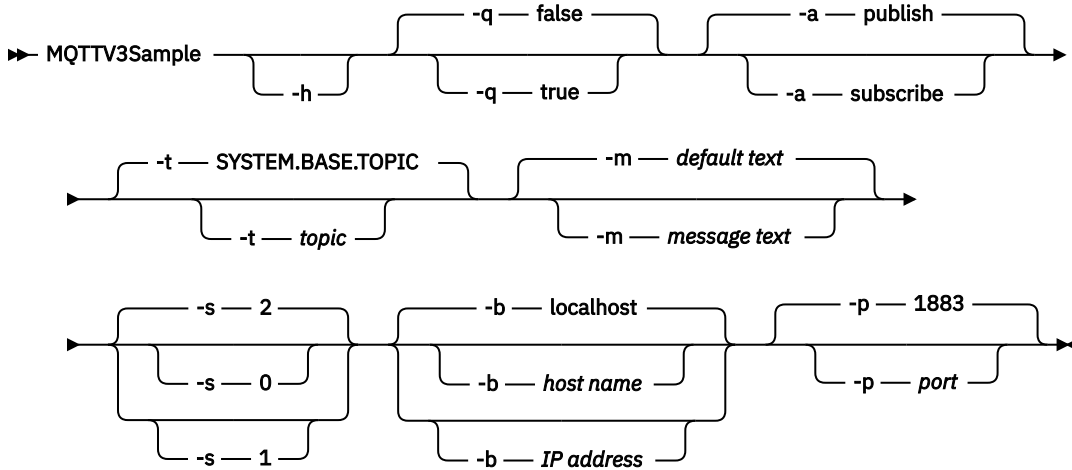 -q false -a publish
MQTTV3Sample
-h -q true -a subscribe
-t SYSTEM.BASE.TOPIC -m default text
-t topic -m message text
-s 2 -b localhost -p 1883
-s 0 -b host name -p port
-s 1 -b IP address